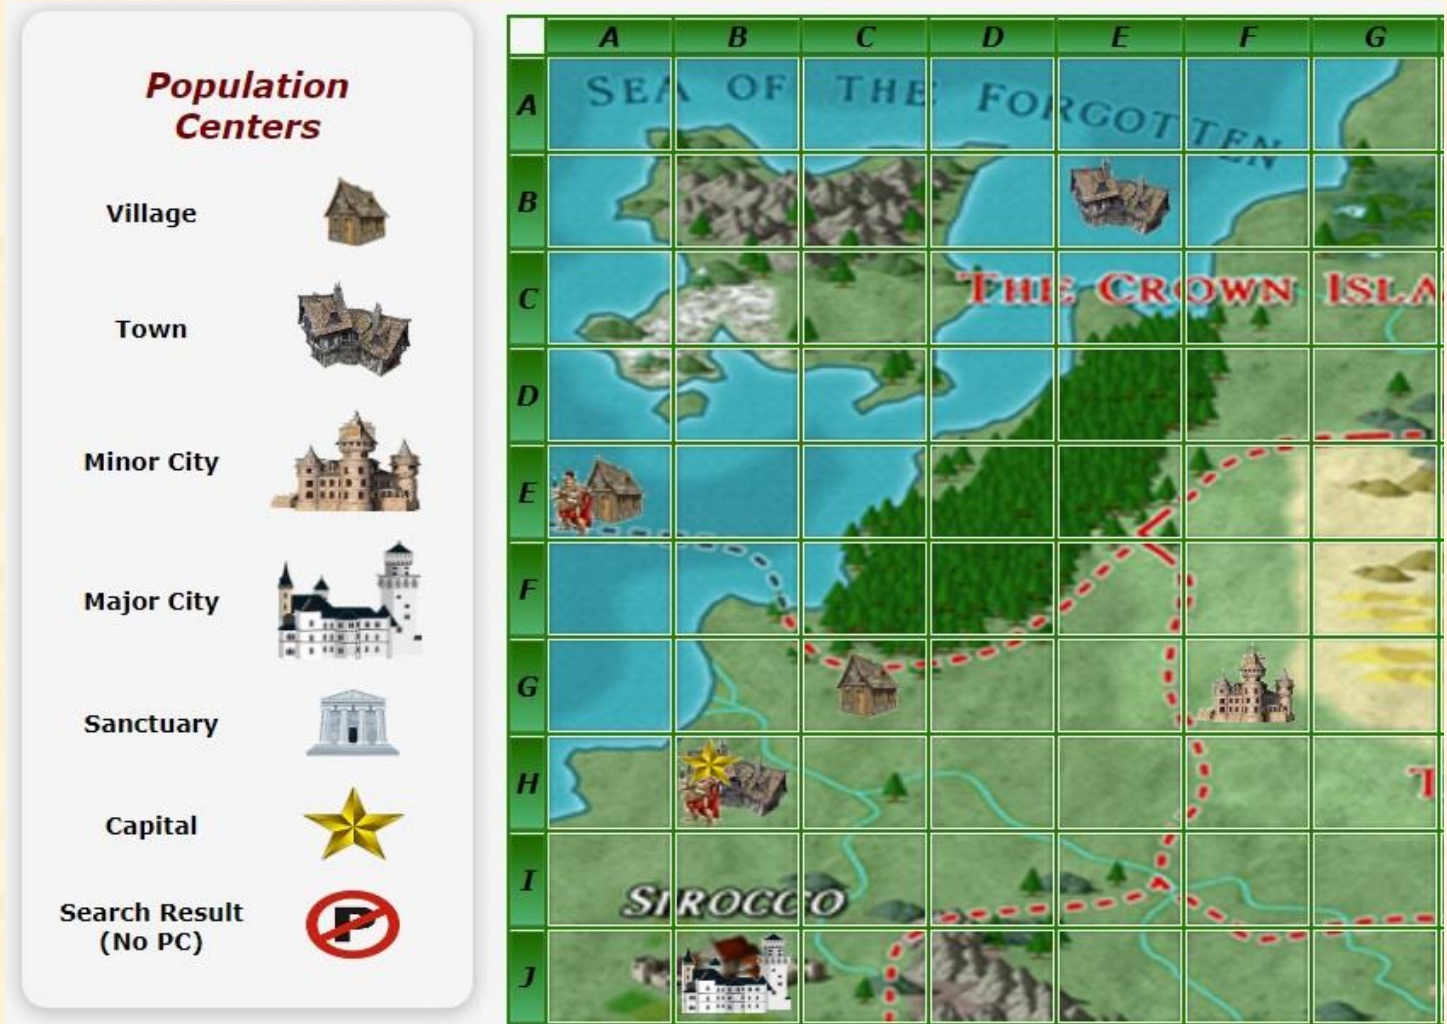 Population
Centers
Village
Town
Minor City
Major City
Sanctuary
Capital
Search Result
(No PC)
P
A B C D E F G
A
SEA OF THE FORGOTTEN
B
C
THE CROWN ISLA
D
E
F
G
H
T
I
SIROCCO
J